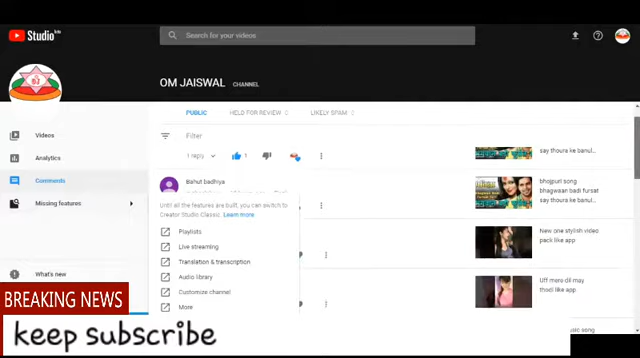 Studio beta
Search for your videos
OM JAISWAL CHANNEL
PUBLIC
HELD FOR REVIEW 0
LIKELY SPAM 0
Videos
Analytics
Comments
Missing features
What's new
Filter
1 reply
1
Bahut badhiya
Until all the features are built, you can switch to
Creator Studio Classic. Learn more
Playlists
Live streaming
Translation & transcription
Audio library
Customize channel
More
say thoura ke banul...
bhojpuri song
bhagwaan badi fursat
say thoura ke banul...
New one stylish video
pack like app
Uff mere dil may
thodi like app
BREAKING NEWS
keep subscribe